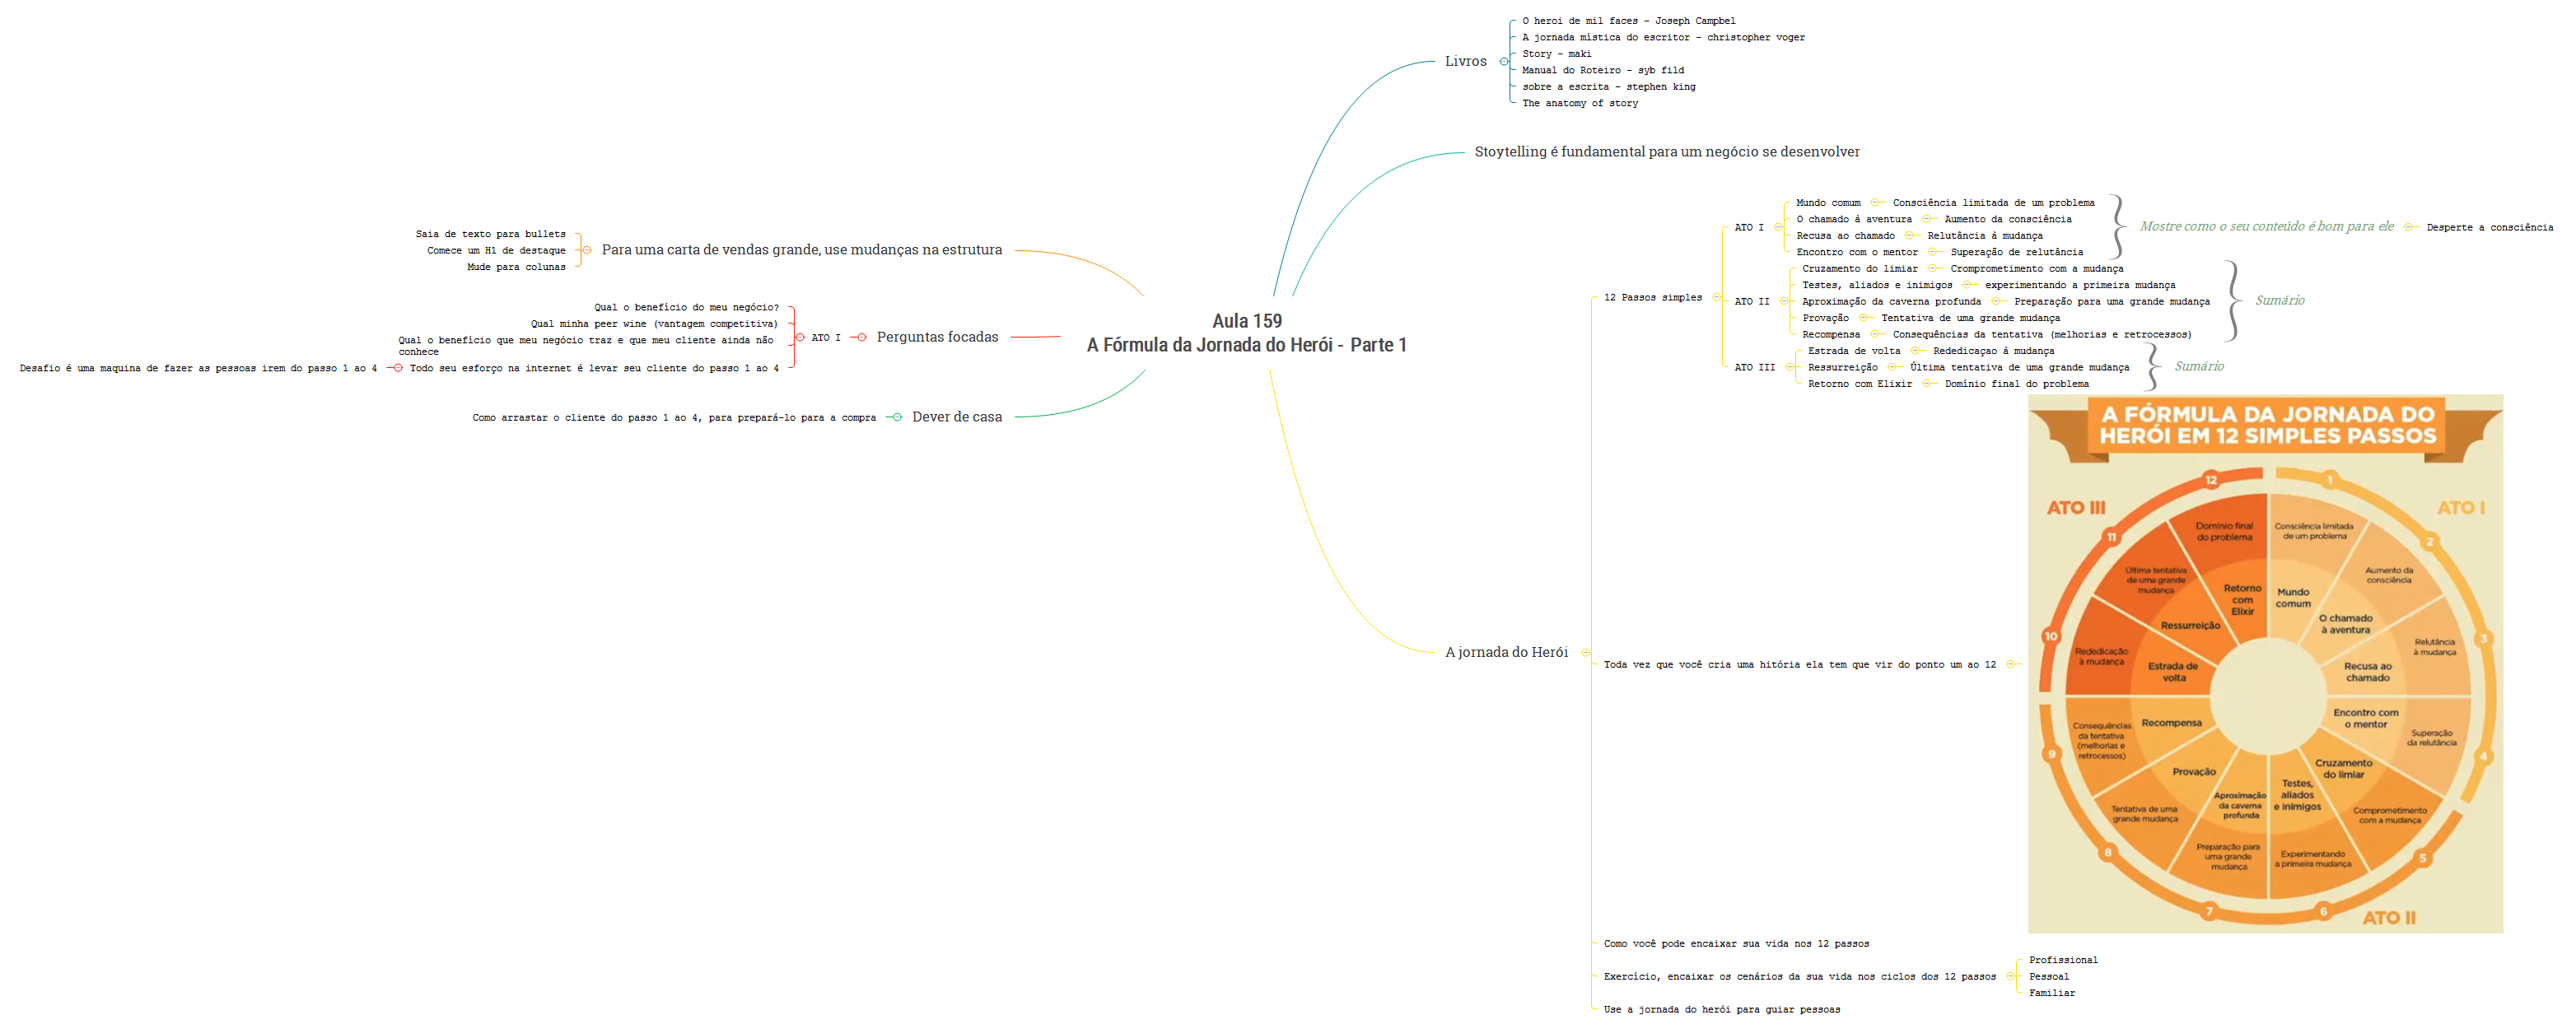 Aula 159
A Fórmula da Jornada do Herói - Parte 1
Livros
O heroi de mil faces - Joseph Campbel
A jornada mística do escritor - christopher voger
Story - maki
Manual do Roteiro - syb fild
sobre a escrita - stephen king
The anatomy of story
Stoytelling é fundamental para um negócio se desenvolver
A jornada do Herói
12 Passos simples
ATO I
Mundo comum
Consciência limitada de um problema
O chamado à aventura
Aumento da consciência
Recusa ao chamado
Relutância à mudança
Encontro com o mentor
Superação de relutância
Mostre como o seu conteúdo é bom para ele
Desperte a consciência
ATO II
Cruzamento do limiar
Cromprometimento com a mudança
Testes, aliados e inimigos
experimentando a primeira mudança
Aproximação da caverna profunda
Preparação para uma grande mudança
Provação
Tentativa de uma grande mudança
Recompensa
Consequências da tentativa (melhorias e retrocessos)
Sumário
ATO III
Estrada de volta
Rededicaçao à mudança
Ressurreição
Última tentativa de uma grande mudança
Retorno com Elixir
Domínio final do problema
Sumário
Toda vez que você cria uma hitória ela tem que vir do ponto um ao 12
A FÓRMULA DA JORNADA DO
HERÓI EM 12 SIMPLES PASSOS
ATO I
1
Consciência limitada
de um problema
Mundo
comum
2
Aumento da
consciência
O chamado
à aventura
3
Relutância
à mudança
Recusa ao
chamado
4
Superação
da relutância
Encontro com
o mentor
ATO II
5
Comprometimento
com a mudança
Cruzamento
do limiar
6
Experimentando
a primeira mudança
Testes,
aliados
e inimigos
7
Preparação para
uma grande
mudança
Aproximação
da caverna
profunda
8
Tentativa de uma
grande mudança
Provação
9
Consequências
da tentativa
(melhorias e
retrocessos)
Recompensa
ATO III
10
Rededicação
à mudança
Estrada de
volta
11
Última tentativa
de uma grande
mudança
Ressurreição
12
Domínio final
do problema
Retorno
com
Elixir
Como você pode encaixar sua vida nos 12 passos
Exercício, encaixar os cenários da sua vida nos ciclos dos 12 passos
Profissional
Pessoal
Familiar
Use a jornada do herói para guiar pessoas
Para uma carta de vendas grande, use mudanças na estrutura
Saia de texto para bullets
Comece um H1 de destaque
Mude para colunas
Perguntas focadas
ATO I
Qual o benefício do meu negócio?
Qual minha peer wine (vantagem competitiva)
Qual o benefício que meu negócio traz e que meu cliente ainda não
conhece
Todo seu esforço na internet é levar seu cliente do passo 1 ao 4
Desafio é uma maquina de fazer as pessoas irem do passo 1 ao 4
Dever de casa
Como arrastar o cliente do passo 1 ao 4, para prepará-lo para a compra